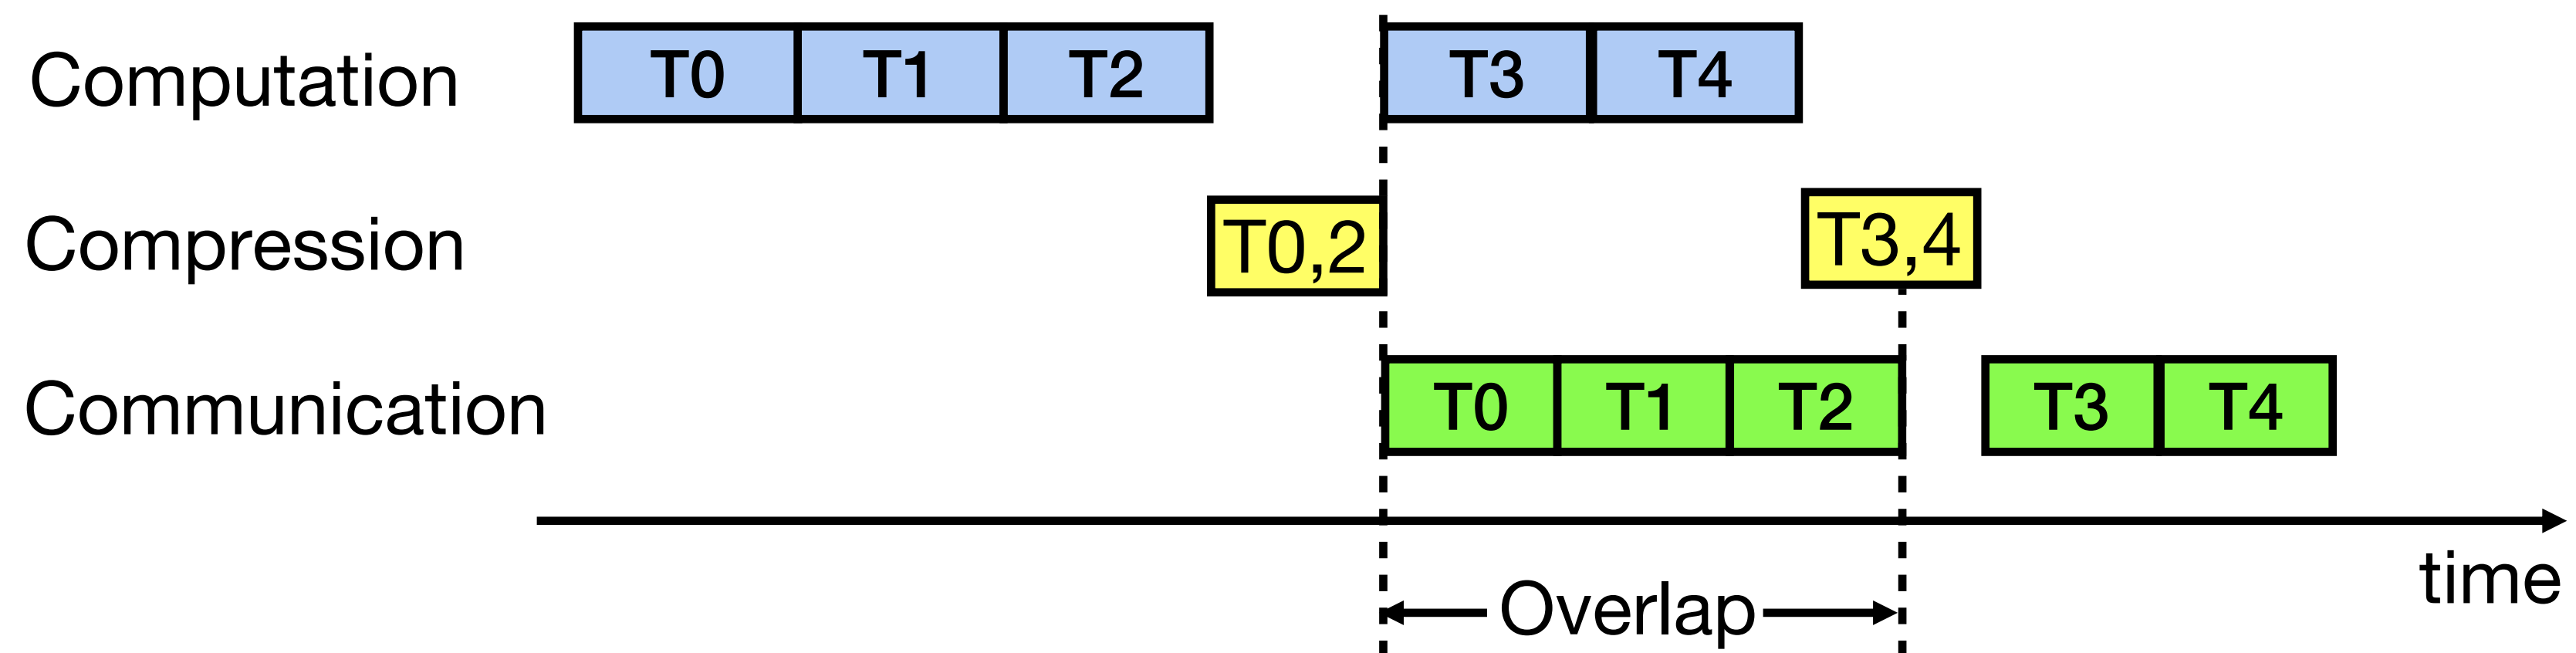 Computation T0 T1 T2 T3 T4
Compression T0,2 T3,4
Communication T0 T1 T2 T3 T4
time
Overlap